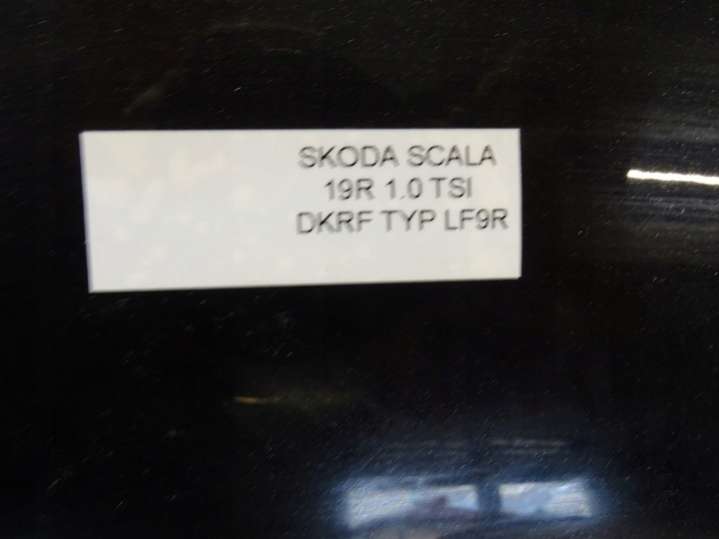 SKODA SCALA
19R 1.0 TSI
DKRF TYP LF9R